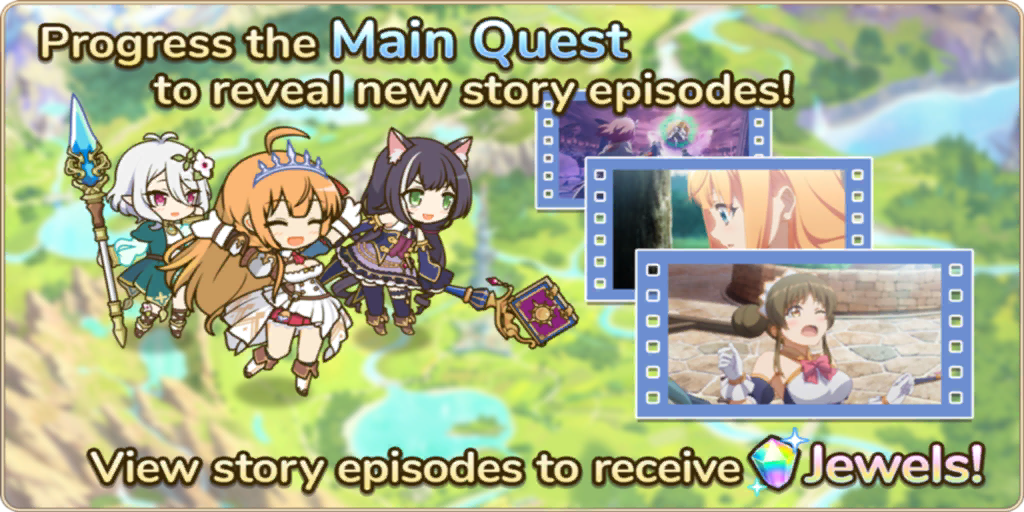 Progress the Main Quest
to reveal new story episodes!
View story episodes to receive Jewels!